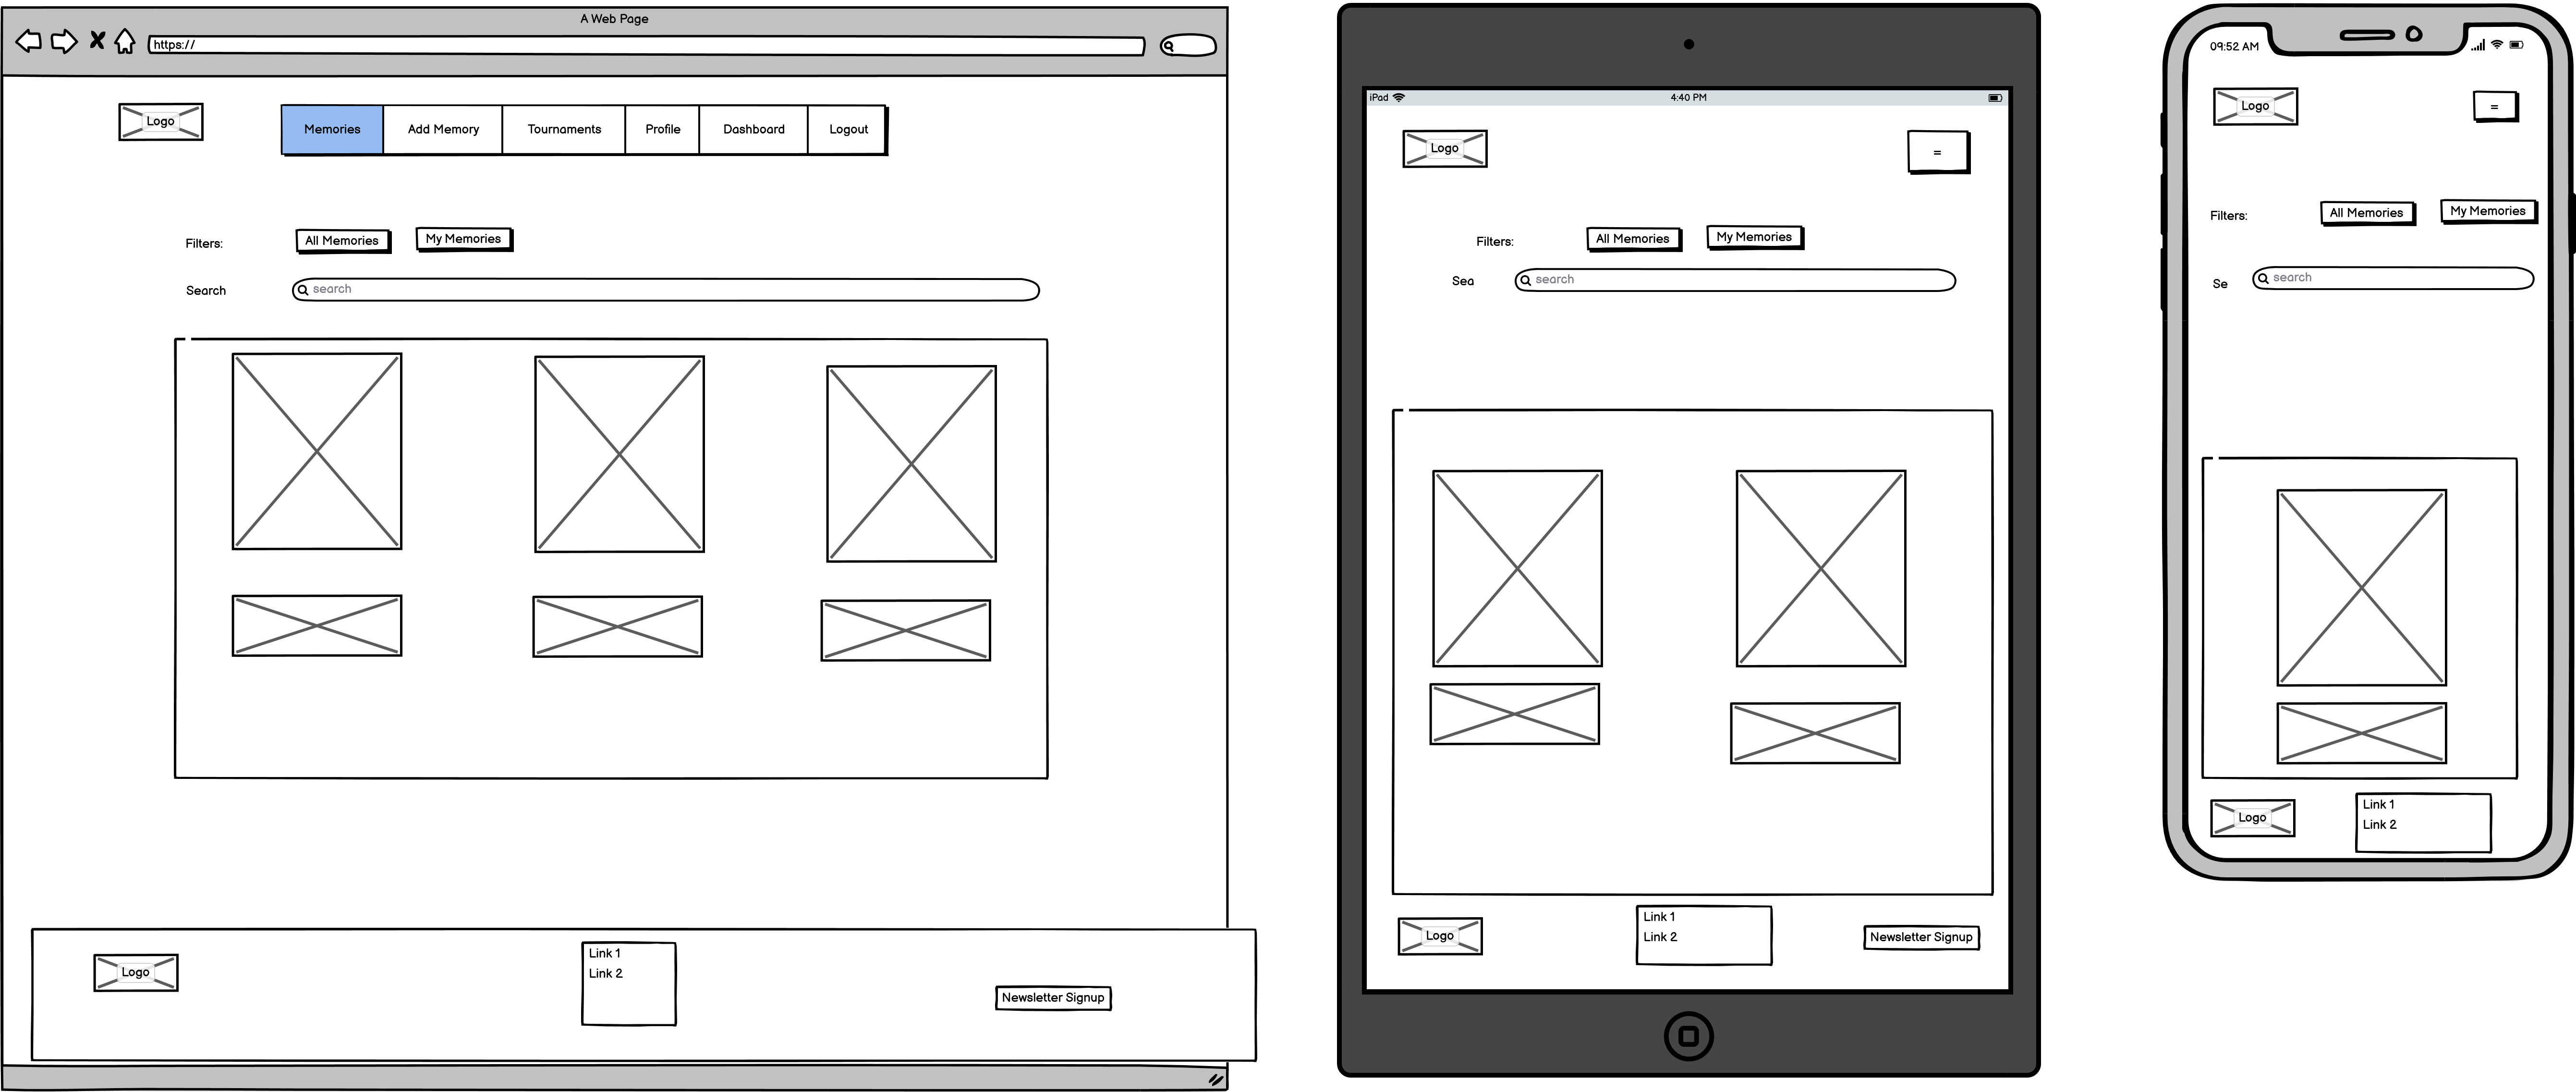 A Web Page
https://
Logo
Memories Add Memory Tournaments Profile Dashboard Logout
Filters: All Memories My Memories
Search search
Logo
Link 1
Link 2
Newsletter Signup
iPad 4:40 PM
Logo =
Filters: All Memories My Memories
Sea search
Logo
Link 1
Link 2
Newsletter Signup
09:52 AM
Logo =
Filters: All Memories My Memories
Se search
Logo
Link 1
Link 2